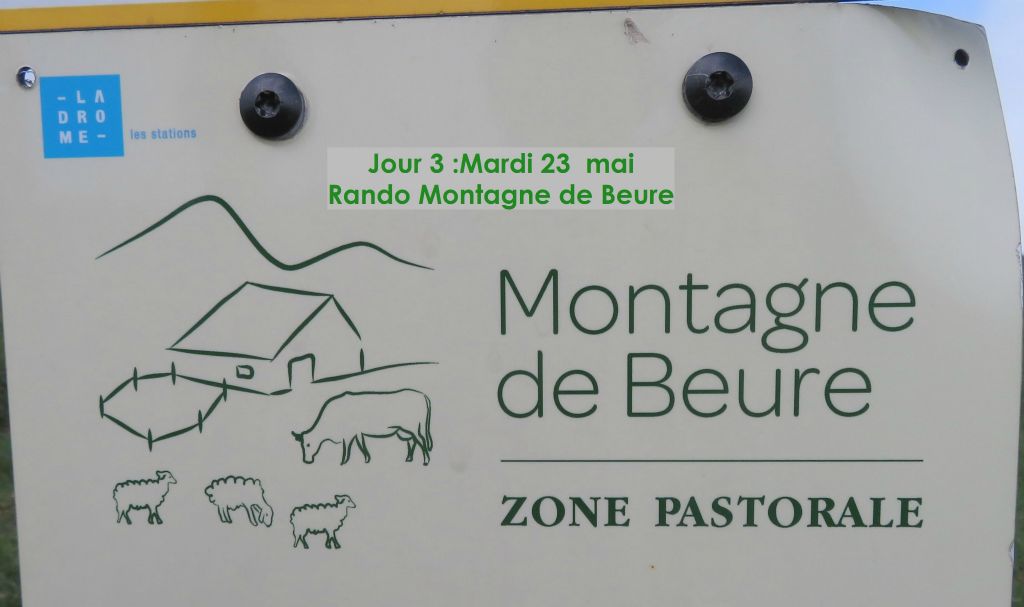 – LA
DRO
ME –
les stations
Jour 3 :Mardi 23  mai
Rando Montagne de Beure
Montagne
de Beure
ZONE PASTORALE